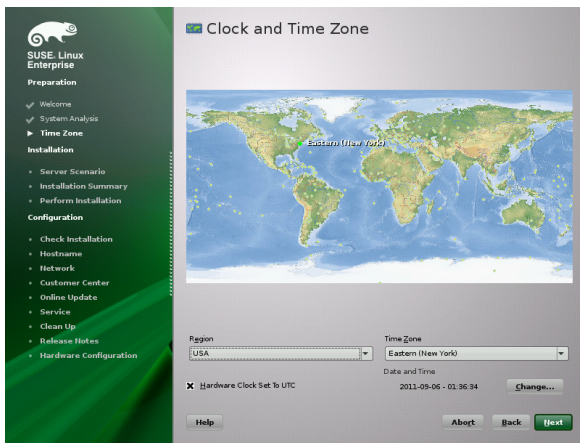 SUSE. Linux
Enterprise
Preparation
Welcome
System Analysis
Time Zone
Installation
Server Scenario
Installation Summary
Perform Installation
Configuration
Check Installation
Hostname
Network
Customer Center
Online Update
Service
Clean Up
Release Notes
Hardware Configuration
Clock and Time Zone
Eastern (New York)
Region
USA
Time Zone
Eastern (New York)
Hardware Clock Set To UTC
Date and Time
2011-09-06 - 01:36:34
Change...
Help
Abort
Back
Next